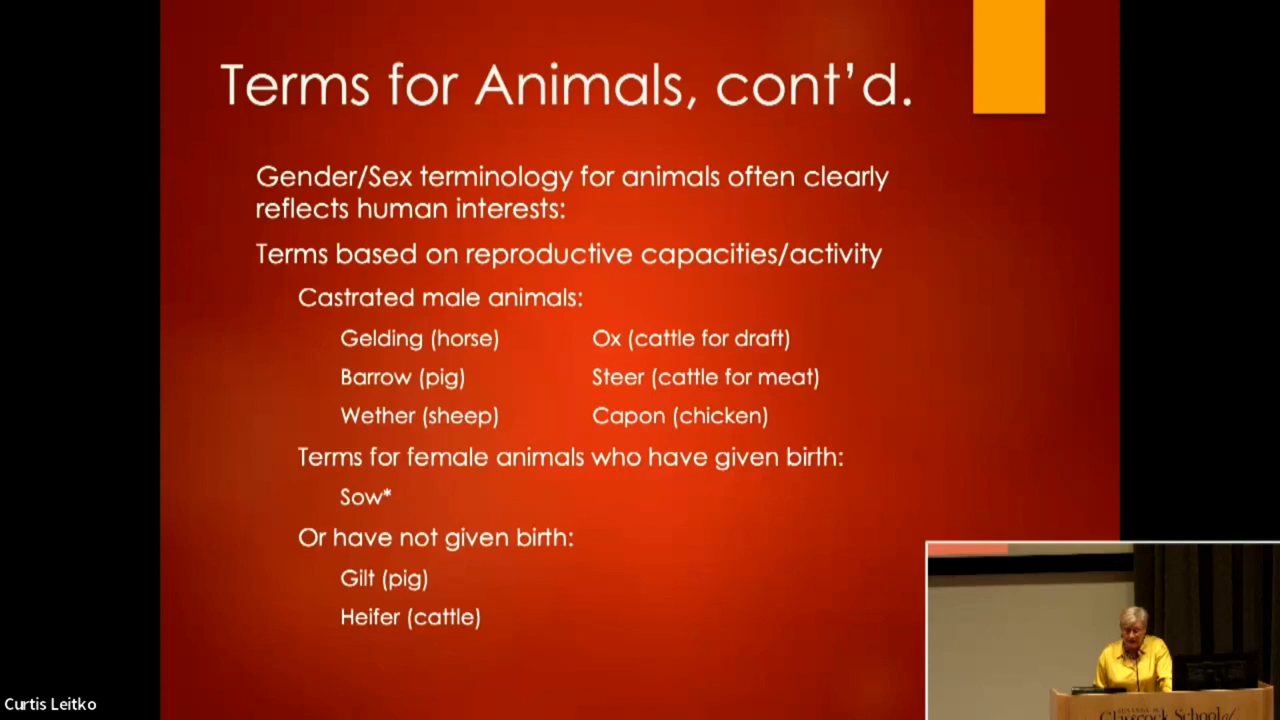 Terms for Animals, cont’d.
Gender/Sex terminology for animals often clearly
reflects human interests:
Terms based on reproductive capacities/activity
Castrated male animals:
Gelding (horse) Ox (cattle for draft)
Barrow (pig) Steer (cattle for meat)
Wether (sheep) Capon (chicken)
Terms for female animals who have given birth:
Sow*
Or have not given birth:
Gilt (pig)
Heifer (cattle)
Curtis Leitko
Glasscock School of